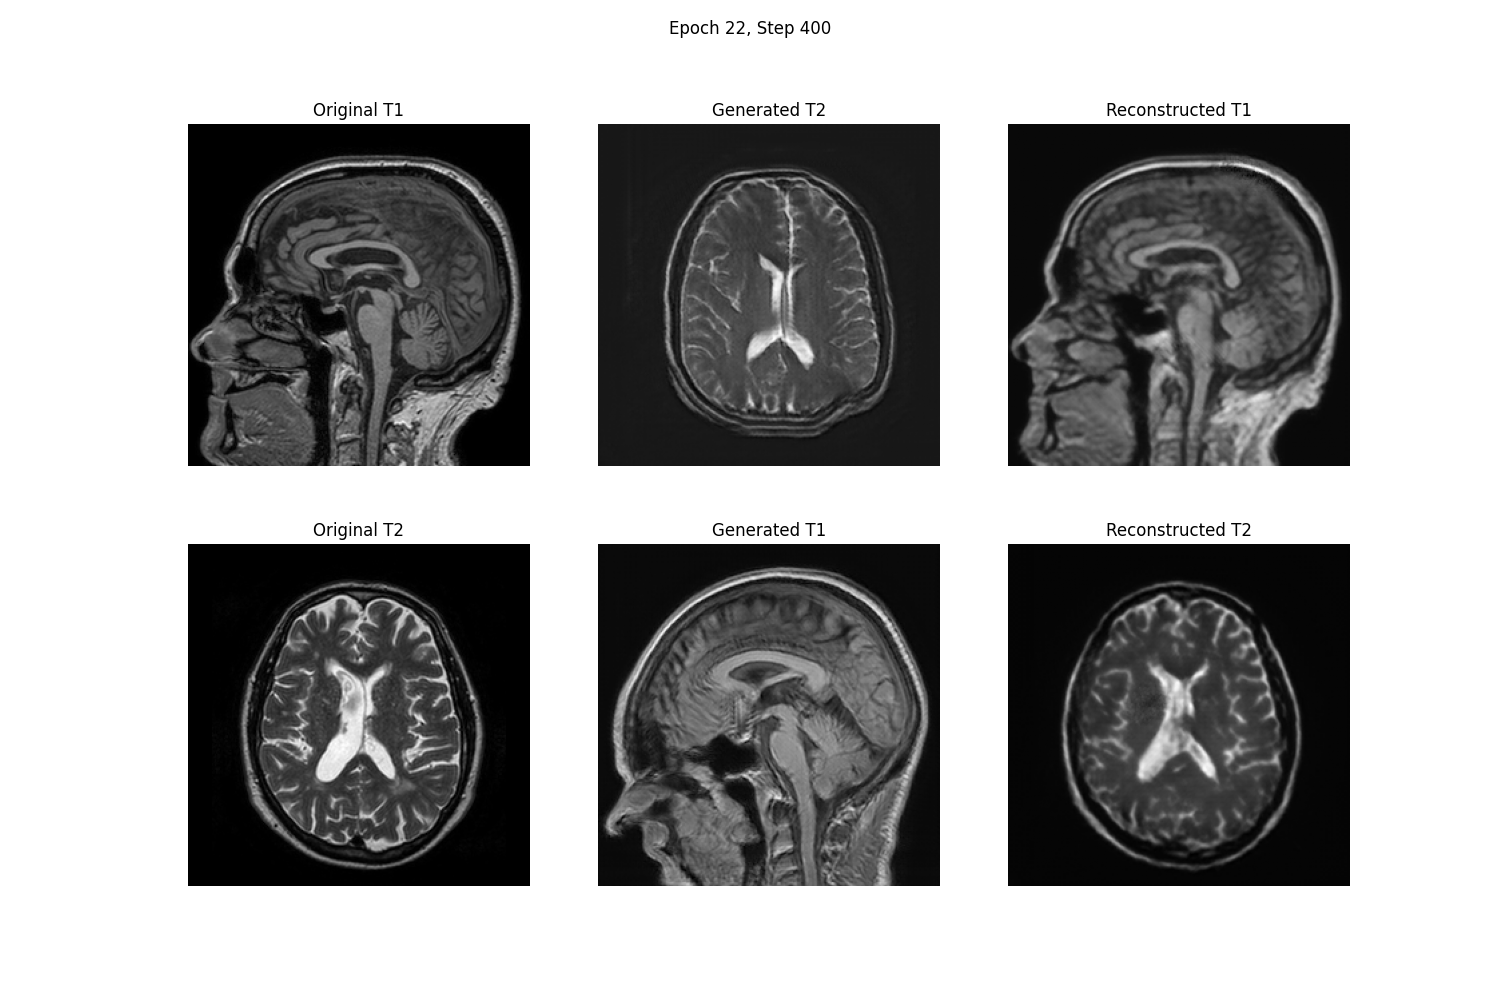 Epoch 22, Step 400
Original T1
Generated T2
Reconstructed T1
Original T2
Generated T1
Reconstructed T2